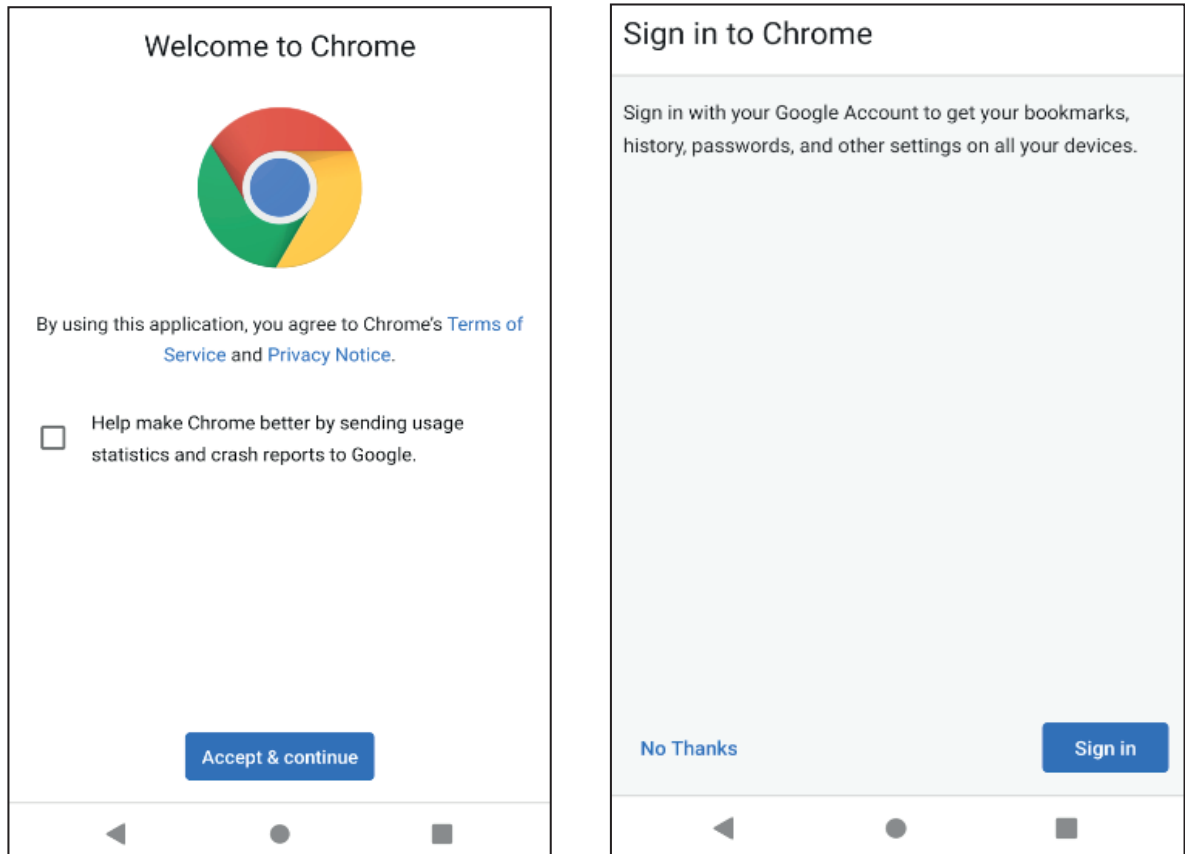 Welcome to Chrome
By using this application, you agree to Chrome’s Terms of
Service and Privacy Notice.
Help make Chrome better by sending usage
statistics and crash reports to Google.
Accept & continue
Sign in to Chrome
Sign in with your Google Account to get your bookmarks,
history, passwords, and other settings on all your devices.
No Thanks
Sign in